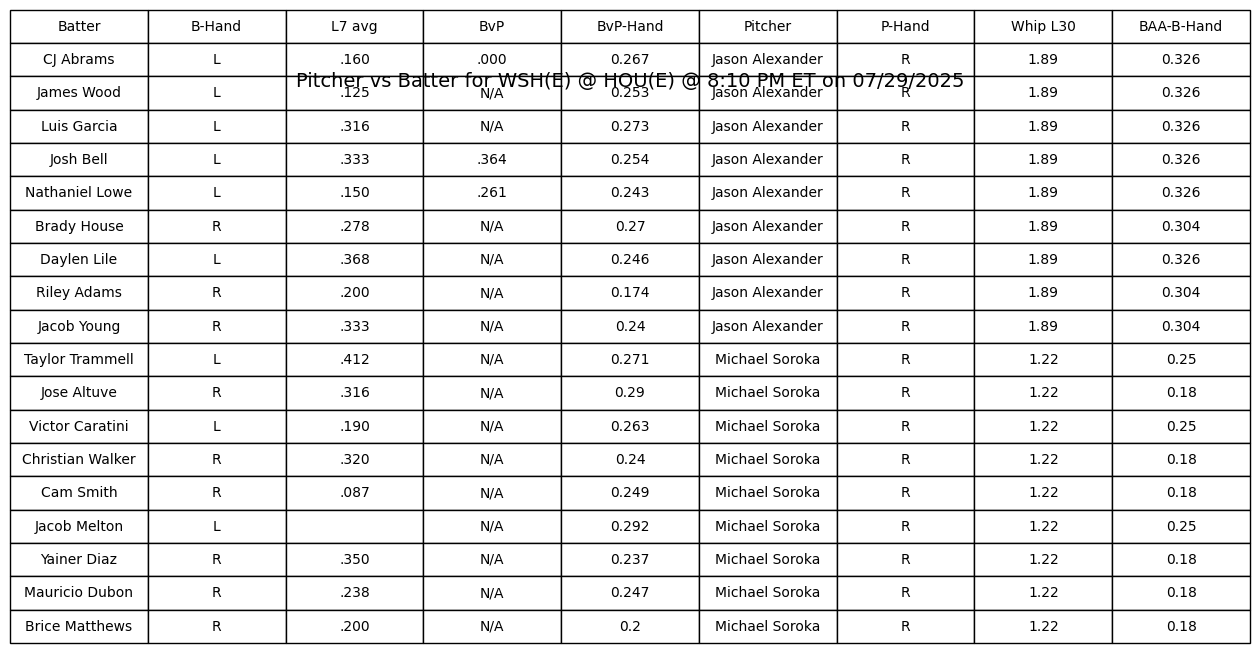 Batter B-Hand L7 avg BvP BvP-Hand Pitcher P-Hand Whip L30 BAA-B-Hand
CJ Abrams L .160 .000 0.267 Jason Alexander R 1.89 0.326
Pitcher vs Batter for WSH(E) @ HOU(E) @ 8:10 PM ET on 07/29/2025
James Wood L .125 N/A 0.253 Jason Alexander R 1.89 0.326
Luis Garcia L .316 N/A 0.273 Jason Alexander R 1.89 0.326
Josh Bell L .333 .364 0.254 Jason Alexander R 1.89 0.326
Nathaniel Lowe L .150 .261 0.243 Jason Alexander R 1.89 0.326
Brady House R .278 N/A 0.27 Jason Alexander R 1.89 0.304
Daylen Lile L .368 N/A 0.246 Jason Alexander R 1.89 0.326
Riley Adams R .200 N/A 0.174 Jason Alexander R 1.89 0.304
Jacob Young R .333 N/A 0.24 Jason Alexander R 1.89 0.304
Taylor Trammell L .412 N/A 0.271 Michael Soroka R 1.22 0.25
Jose Altuve R .316 N/A 0.29 Michael Soroka R 1.22 0.18
Victor Caratini L .190 N/A 0.263 Michael Soroka R 1.22 0.25
Christian Walker R .320 N/A 0.24 Michael Soroka R 1.22 0.18
Cam Smith R .087 N/A 0.249 Michael Soroka R 1.22 0.18
Jacob Melton L N/A 0.292 Michael Soroka R 1.22 0.25
Yainer Diaz R .350 N/A 0.237 Michael Soroka R 1.22 0.18
Mauricio Dubon R .238 N/A 0.247 Michael Soroka R 1.22 0.18
Brice Matthews R .200 N/A 0.2 Michael Soroka R 1.22 0.18